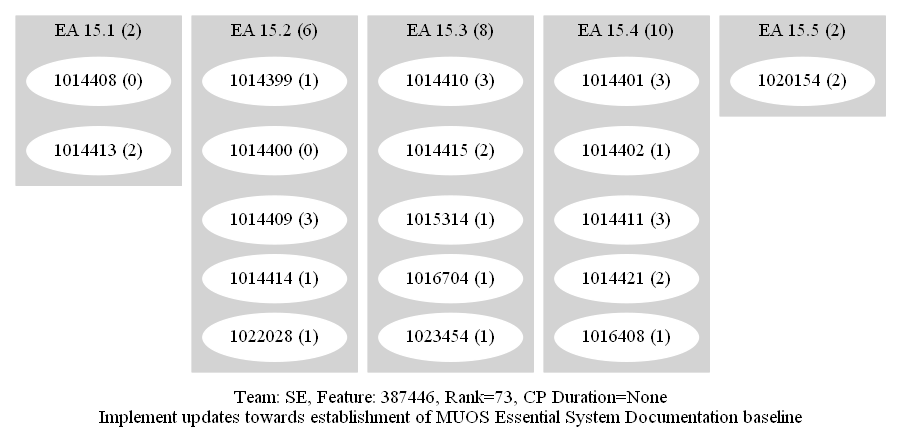 EA 15.1 (2)
1014408 (0)
1014413 (2)
EA 15.2 (6)
1014399 (1)
1014400 (0)
1014409 (3)
1014414 (1)
1022028 (1)
EA 15.3 (8)
1014410 (3)
1014415 (2)
1015314 (1)
1016704 (1)
1023454 (1)
EA 15.4 (10)
1014401 (3)
1014402 (1)
1014411 (3)
1014421 (2)
1016408 (1)
EA 15.5 (2)
1020154 (2)
Team: SE, Feature: 387446, Rank=73, CP Duration=None
Implement updates towards establishment of MUOS Essential System Documentation baseline